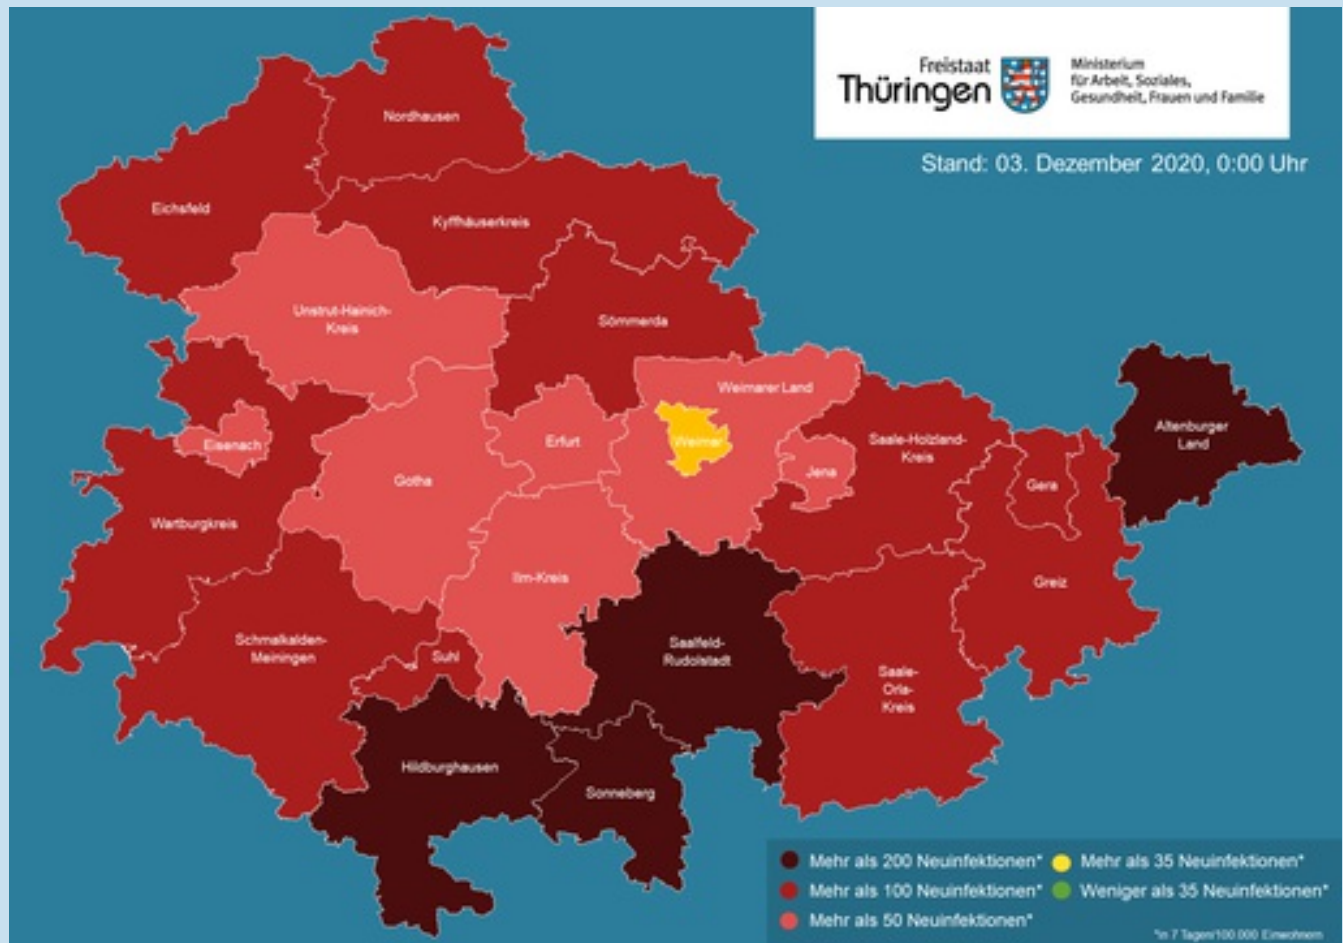 Freistaat
Thüringen
Ministerium
für Arbeit, Soziales,
Gesundheit, Frauen und Familie
Stand: 03. Dezember 2020, 0:00 Uhr
Nordhausen
Eichsfeld
Kyffhäuserkreis
Unstrut-Hainich-
Kreis
Sömmerda
Weimarer Land
Eisenach
Erfurt
Weimar
Saale-Holzland-
Kreis
Altenburger
Land
Gotha
Jena
Gera
Wartburgkreis
Ilm-Kreis
Greiz
Schmalkalden-
Meiningen
Suhl
Saalfeld-
Rudolstadt
Saale-
Orla-
Kreis
Hildburghausen
Sonneberg
Mehr als 200 Neuinfektionen*
Mehr als 100 Neuinfektionen*
Mehr als 50 Neuinfektionen*
Mehr als 35 Neuinfektionen*
Weniger als 35 Neuinfektionen*
*in 7 Tagen/100.000 Einwohnern